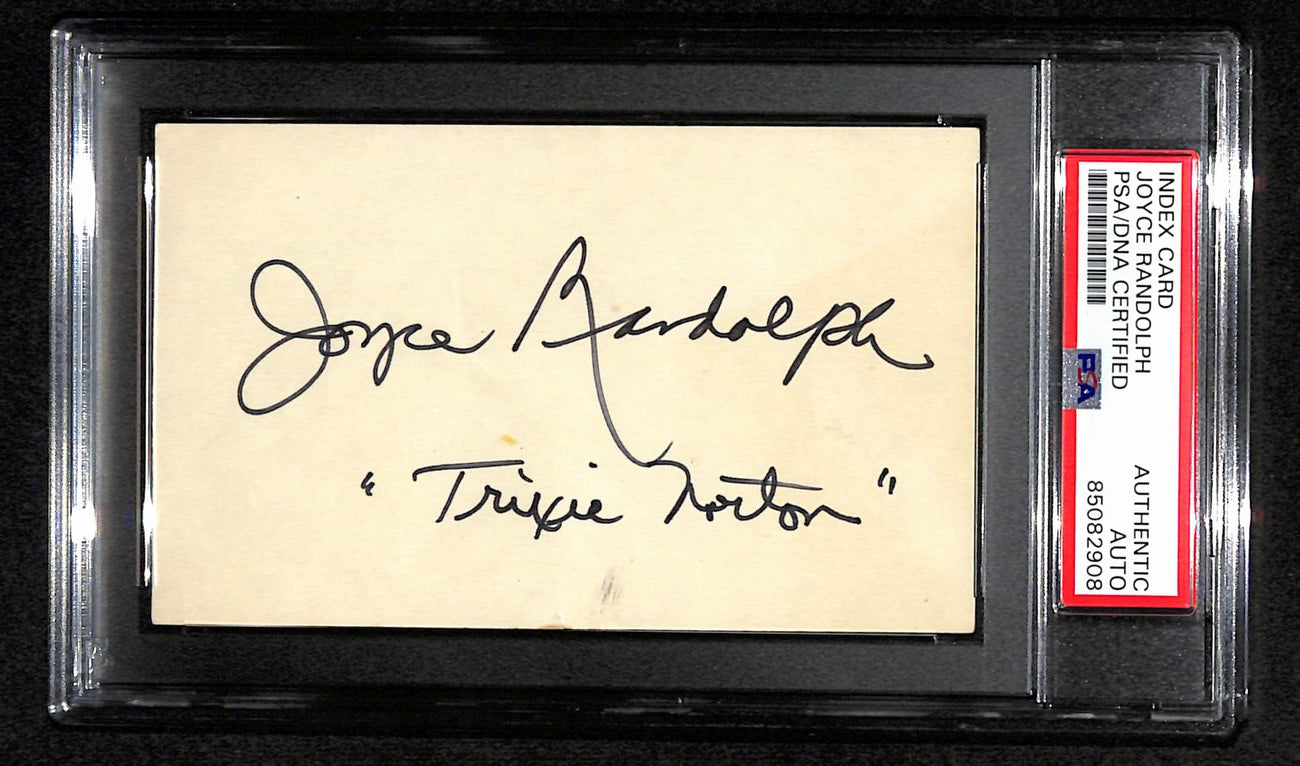 Joyce Randolph
"Trixie Norton"
INDEX CARD
JOYCE RANDOLPH
PSA/DNA CERTIFIED
PSA
AUTHENTIC
AUTO
85082908